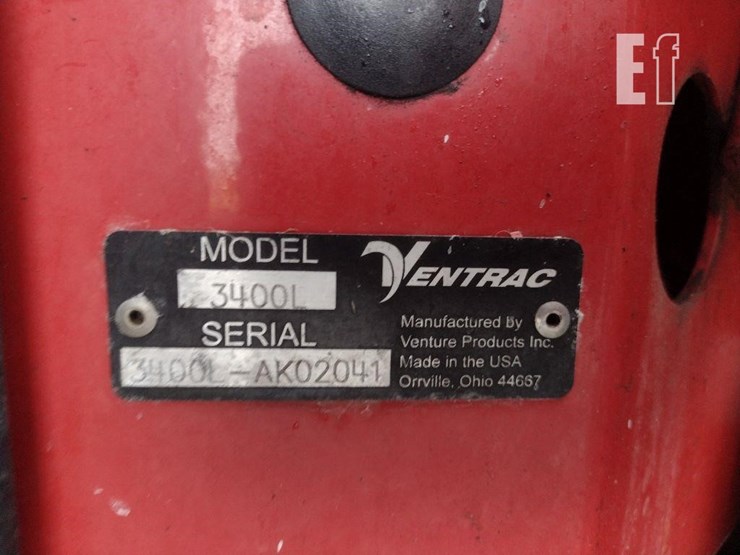 Ef
MODEL
3400L
VENTRAC
SERIAL
3400L-AK02041
Manufactured by
Venture Products Inc.
Made in the USA
Orrville, Ohio 44667